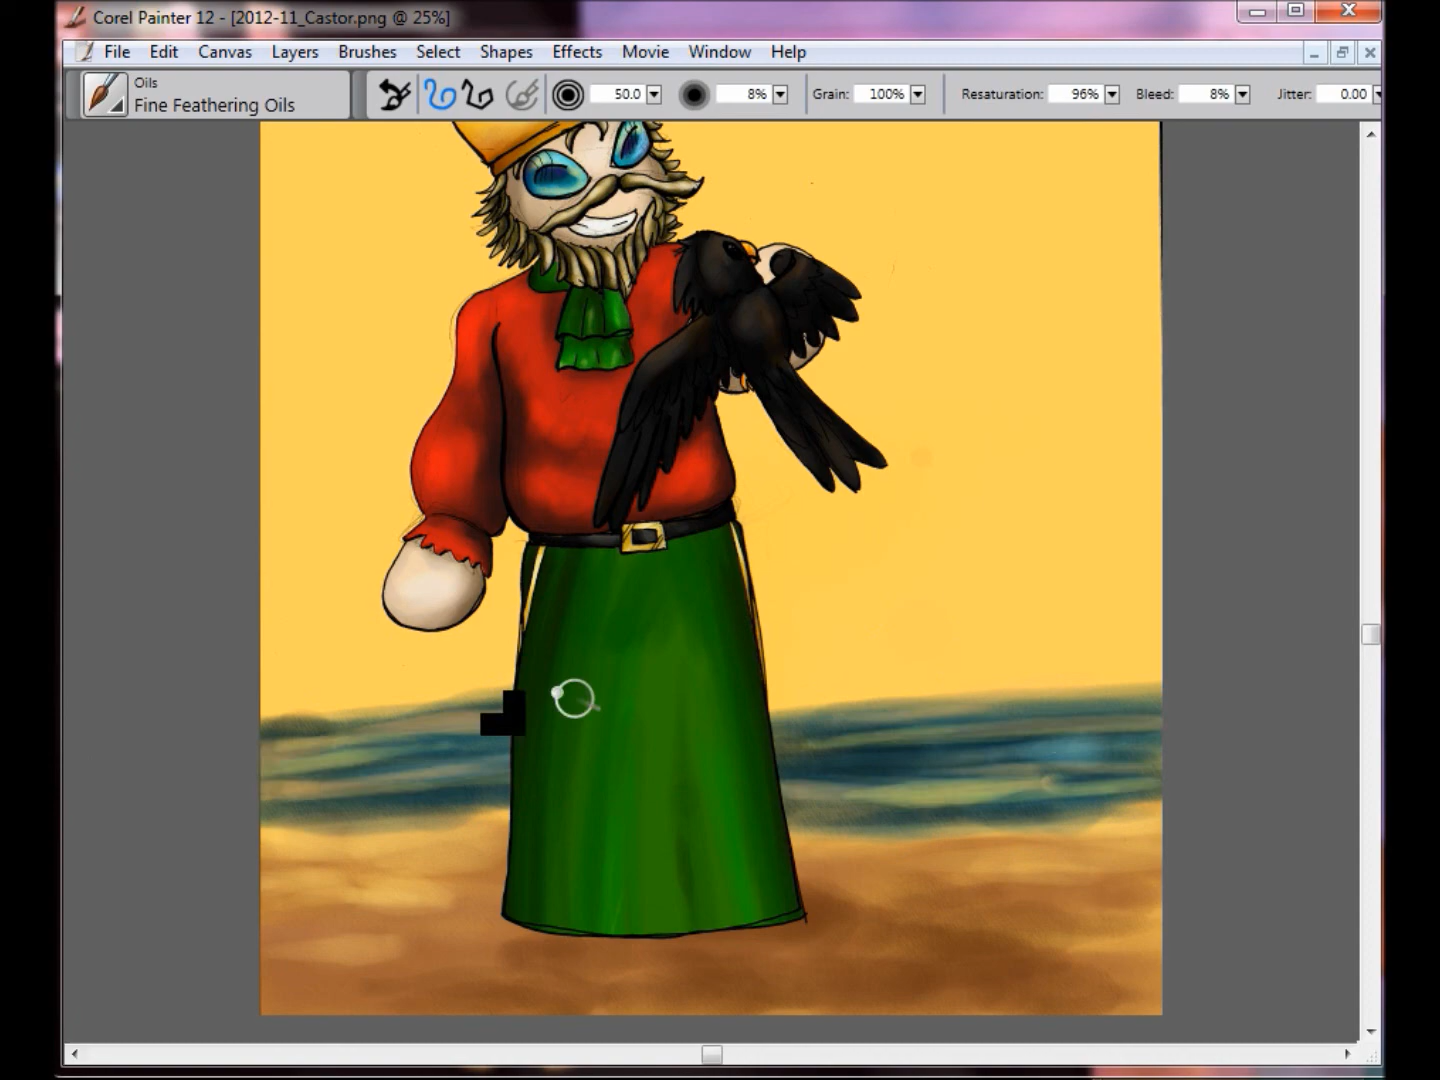 Corel Painter 12 - [2012-11_Castor.png @ 25%]
File Edit Canvas Layers Brushes Select Shapes Effects Movie Window Help
Oils
Fine Feathering Oils
50.0 8% Grain: 100% Resaturation: 96% Bleed: 8% Jitter: 0.00